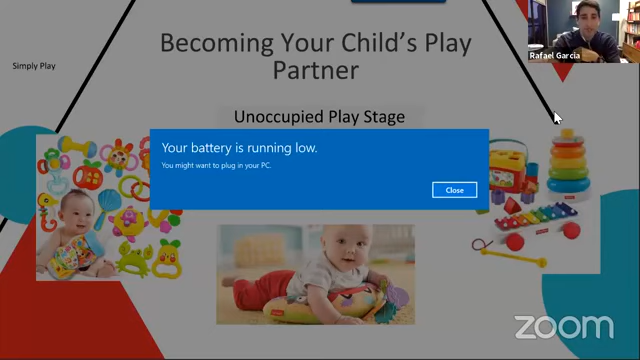 Becoming Your Child's Play
Partner
Simply Play
Rafael Garcia
Unoccupied Play Stage
Your battery is running low.
You might want to plug in your PC.
Close
zoom